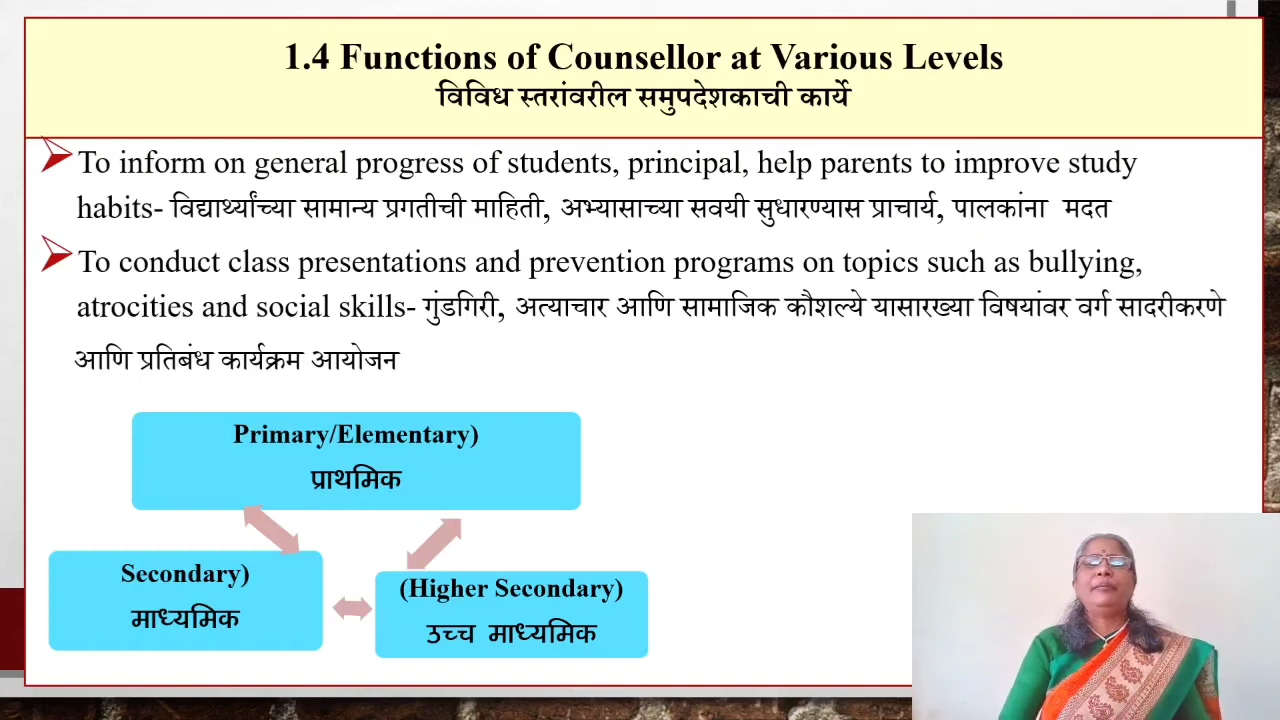 1.4 Functions of Counsellor at Various Levels
विविध स्तरांवरील समुपदेशकाची कार्ये
To inform on general progress of students, principal, help parents to improve study
habits- विद्यार्थ्यांच्या सामान्य प्रगतीची माहिती, अभ्यासाच्या सवयी सुधारण्यास प्राचार्य, पालकांना मदत
To conduct class presentations and prevention programs on topics such as bullying,
atrocities and social skills- गुंडगिरी, अत्याचार आणि सामाजिक कौशल्ये यासारख्या विषयांवर वर्ग सादरीकरणे
आणि प्रतिबंध कार्यक्रम आयोजन
Primary/Elementary)
प्राथमिक
Secondary)
माध्यमिक
(Higher Secondary)
उच्च माध्यमिक